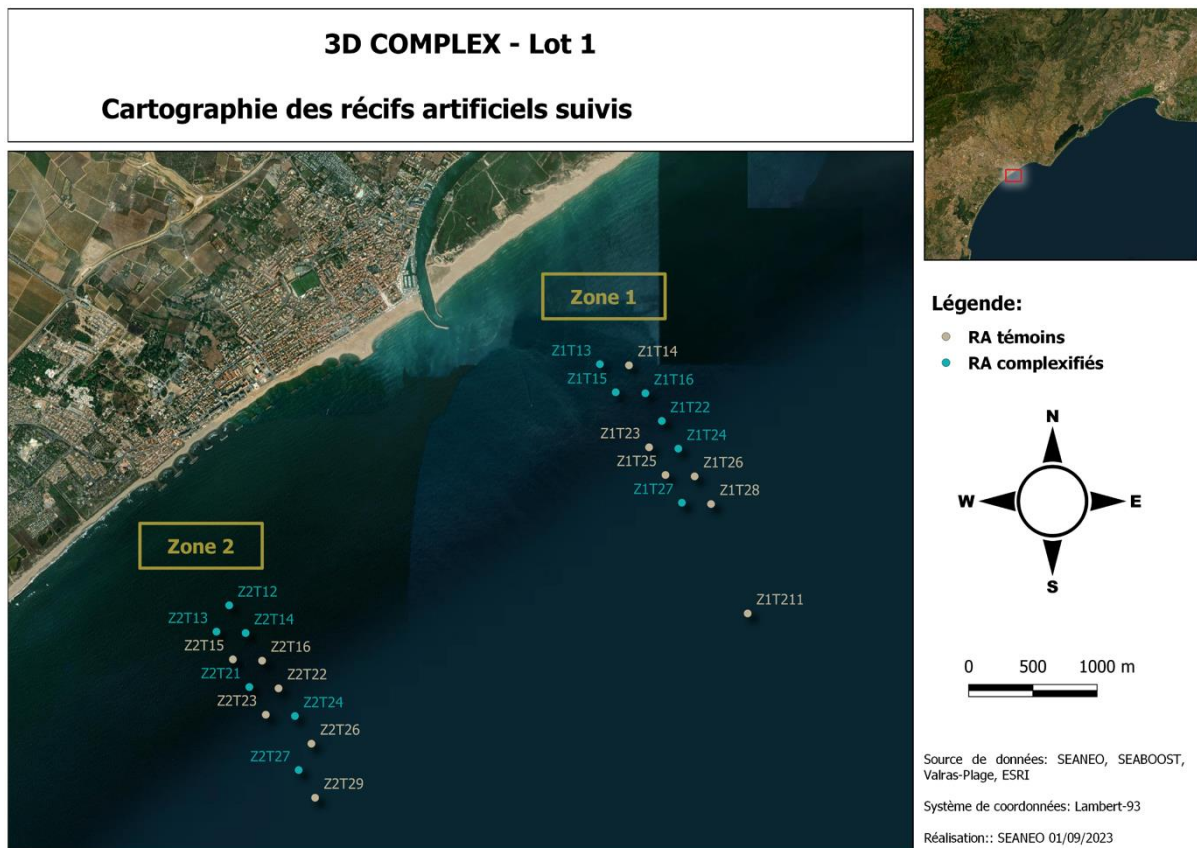 3D COMPLEX - Lot 1
Cartographie des récifs artificiels suivis
Zone 1
Z1T13
Z1T14
Z1T15
Z1T16
Z1T22
Z1T23
Z1T24
Z1T25
Z1T26
Z1T27
Z1T28
Z1T211
Zone 2
Z2T12
Z2T13
Z2T14
Z2T15
Z2T16
Z2T21
Z2T22
Z2T23
Z2T24
Z2T26
Z2T27
Z2T29
Légende:
RA témoins
RA complexifiés
N
W
E
S
0 500 1000 m
Source de données: SEANEO, SEABOOST,
Valras-Plage, ESRI
Système de coordonnées: Lambert-93
Réalisation:: SEANEO 01/09/2023